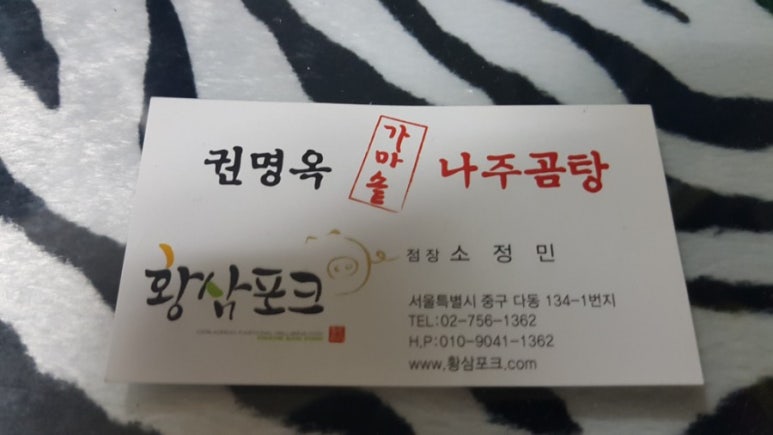 권명옥 가마솥 나주곰탕
황삼포크
점장 소정민
서울특별시 중구 다동 134-1번지
TEL:02-756-1362
H.P:010-9041-1362
www.황삼포크.com